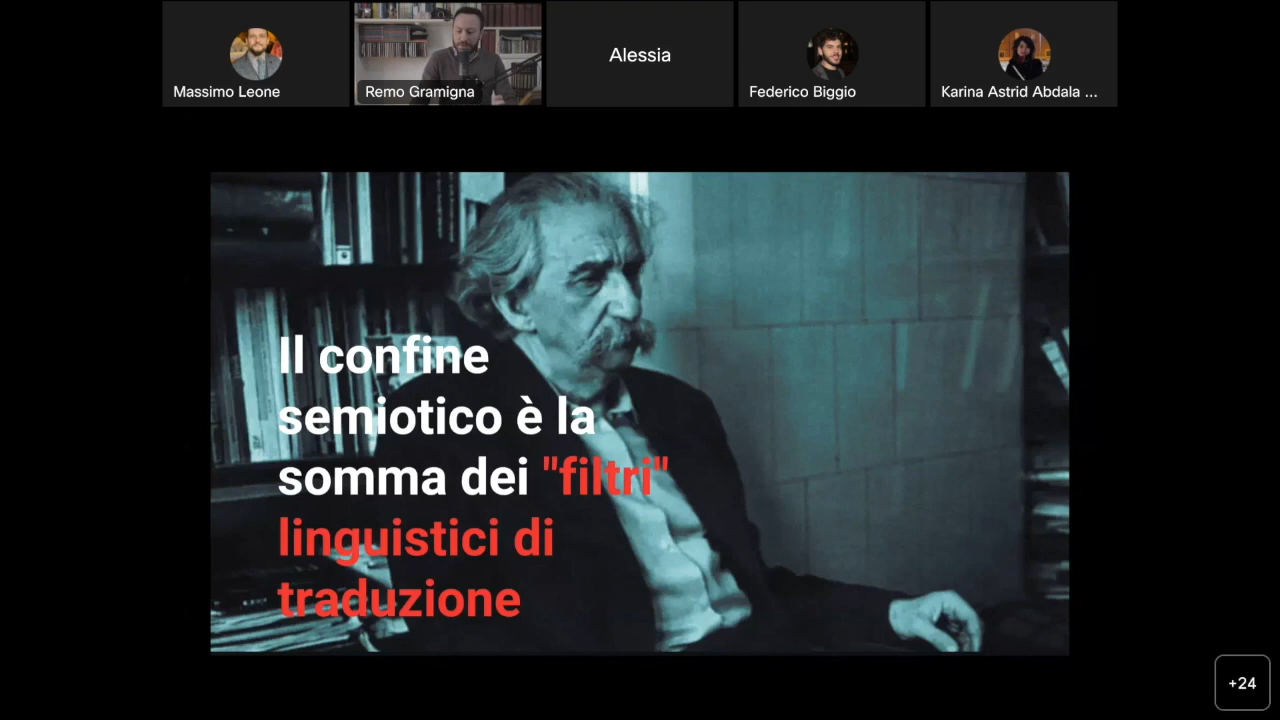 Massimo Leone
Remo Gramigna
Alessia
Federico Biggio
Karina Astrid Abdala ...
Il confine
semiotico è la
somma dei "filtri"
linguistici di
traduzione
+24